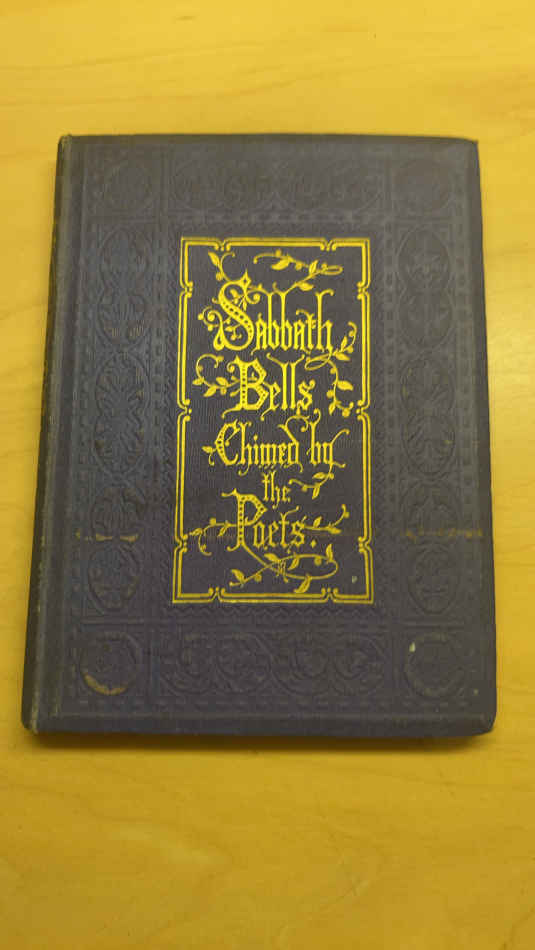 Sabbath
Bells
Chimed by
the
Poets.